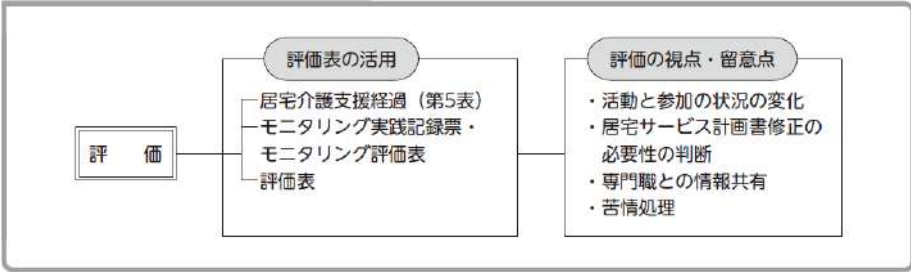 評価
評価表の活用
居宅介護支援経過（第5表）
モニタリング実践記録票・
モニタリング評価表
評価表
評価の視点・留意点
・活動と参加の状況の変化
・居宅サービス計画書修正の
必要性の判断
・専門職との情報共有
・苦情処理